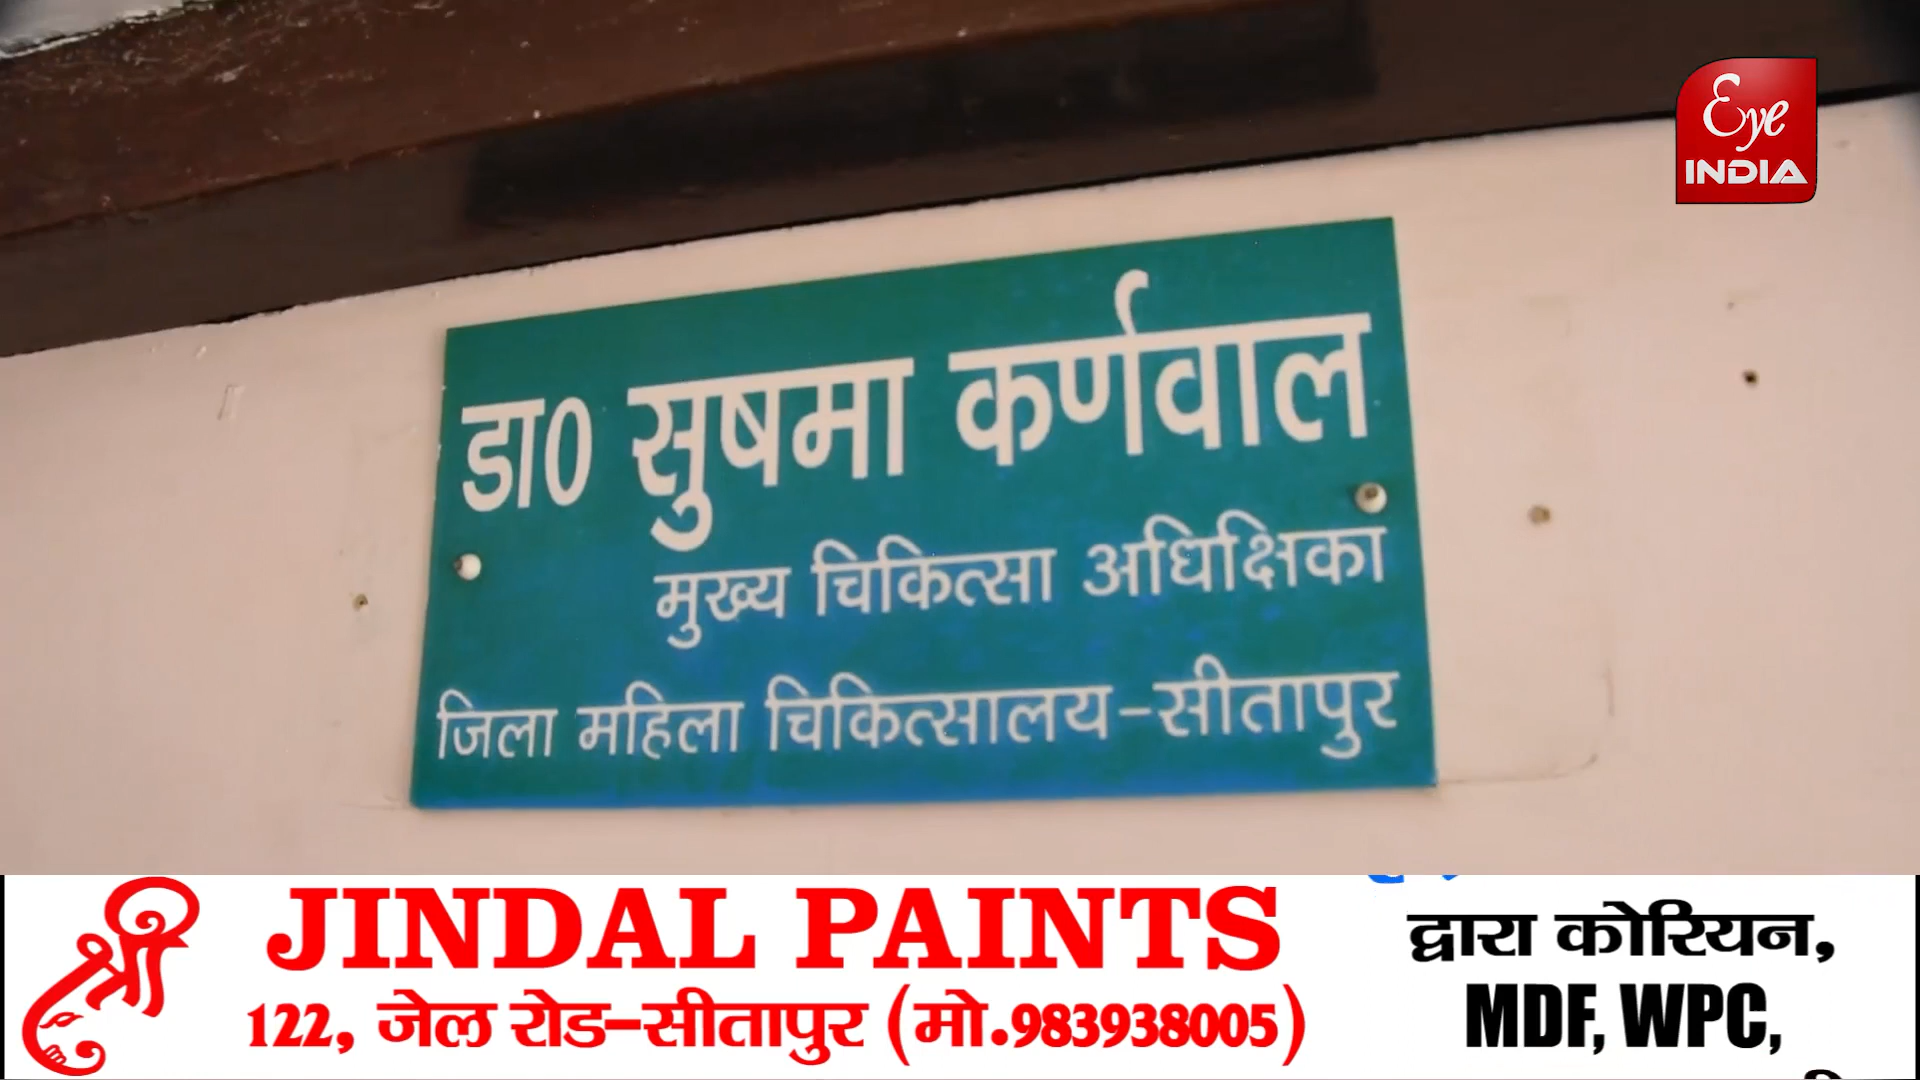 Eye
INDIA
डा0 सुषमा कर्णवाल
मुख्य चिकित्सा अधिक्षिका
जिला महिला चिकित्सालय-सीतापुर
श्री
JINDAL PAINTS
122, जेल रोड-सीतापुर (मो.983938005)
द्वारा कोरियन,
MDF, WPC,